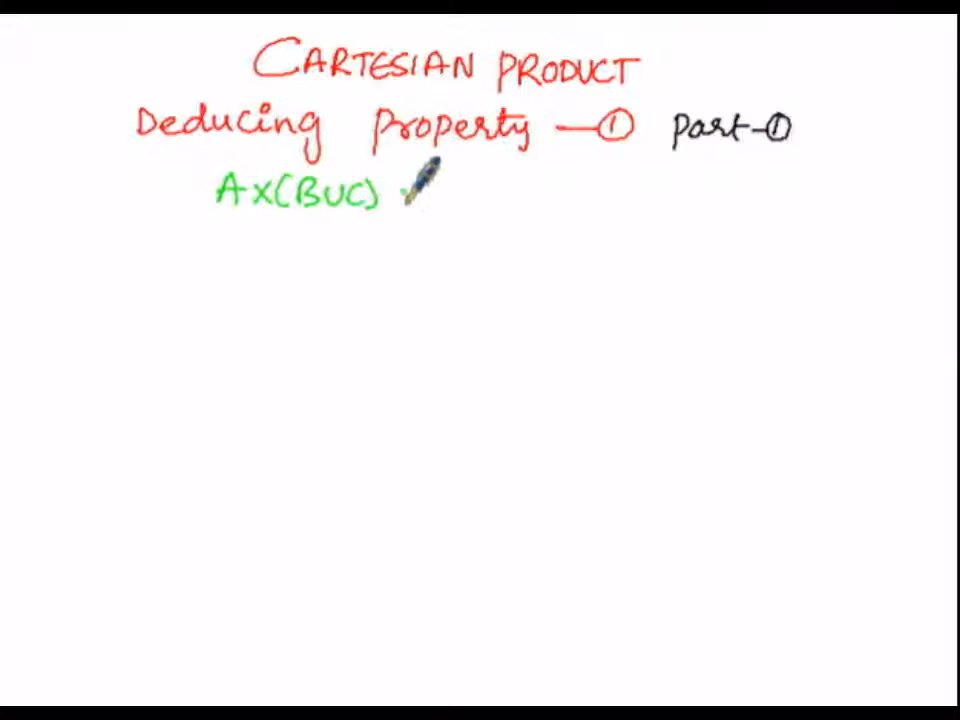 CARTESIAN PRODUCT
Deducing Property —① Part-①
A×(B∪C)